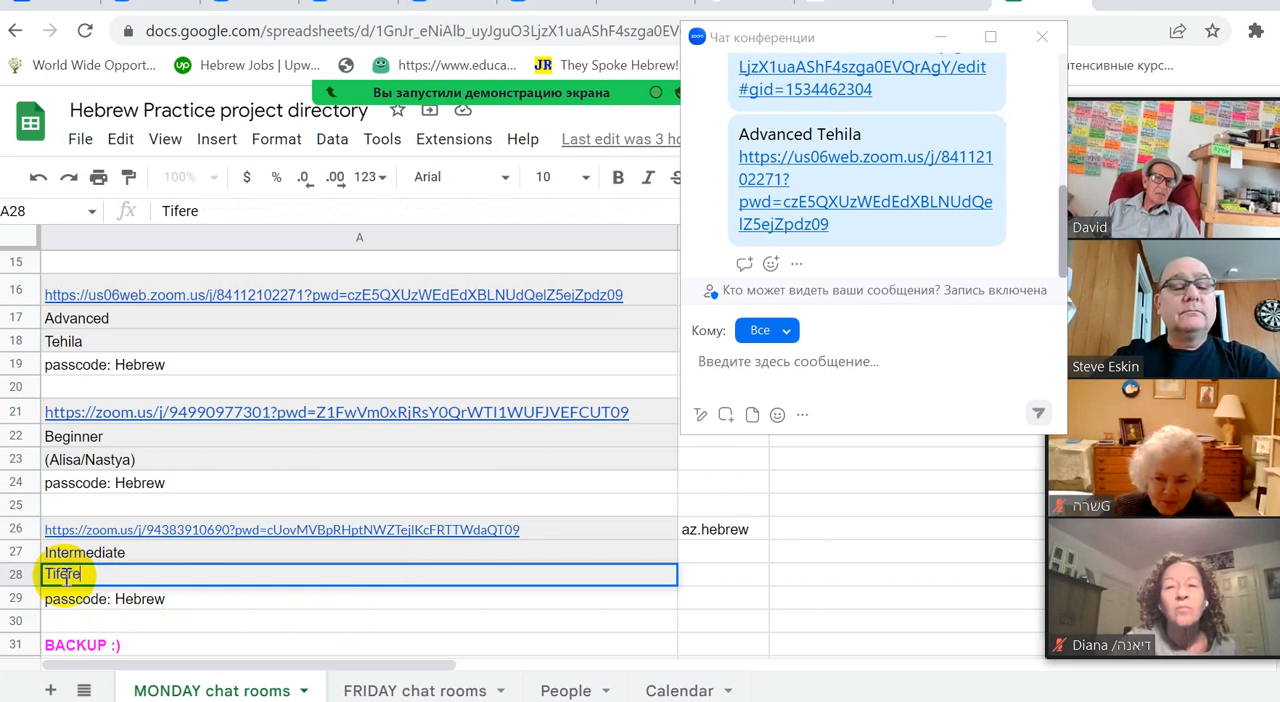 docs.google.com/spreadsheets/d/1GnJr_eNiAlb_uyJguO3LjzX1uaAShF4szga0EV
World Wide Opport...
Hebrew Jobs | Upw...
https://www.educa...
They Spoke Hebrew!
тенсивные курс...
Вы запустили демонстрацию экрана
Hebrew Practice project directory
File Edit View Insert Format Data Tools Extensions Help Last edit was 3 ho
100% $ % .0 .00 123 Arial 10 B I S
A28 fx Tifere
A
15
16 https://us06web.zoom.us/j/84112102271?pwd=czE5QXUzWEdEdXBLNUdQelZ5ejZpdz09
17 Advanced
18 Tehila
19 passcode: Hebrew
20
21 https://zoom.us/j/94990977301?pwd=Z1FwVm0xRjRsY0QrWTI1WUFJVEFCUT09
22 Beginner
23 (Alisa/Nastya)
24 passcode: Hebrew
25
26 https://zoom.us/j/94383910690?pwd=cUovMVBpRHptNWZTejlKcFRTTWdaQT09 az.hebrew
27 Intermediate
28 Tifere
29 passcode: Hebrew
30
31 BACKUP :)
MONDAY chat rooms FRIDAY chat rooms People Calendar
zoom Чат конференции
LjzX1uaAShF4szga0EVQrAgY/edit
#gid=1534462304
Advanced Tehila
https://us06web.zoom.us/j/841121
02271?
pwd=czE5QXUzWEdEdXBLNUdQe
lZ5ejZpdz09
Кто может видеть ваши сообщения? Запись включена
Кому: Все
Введите здесь сообщение...
David
Steve Eskin
שרהG
Diana /דיאנה